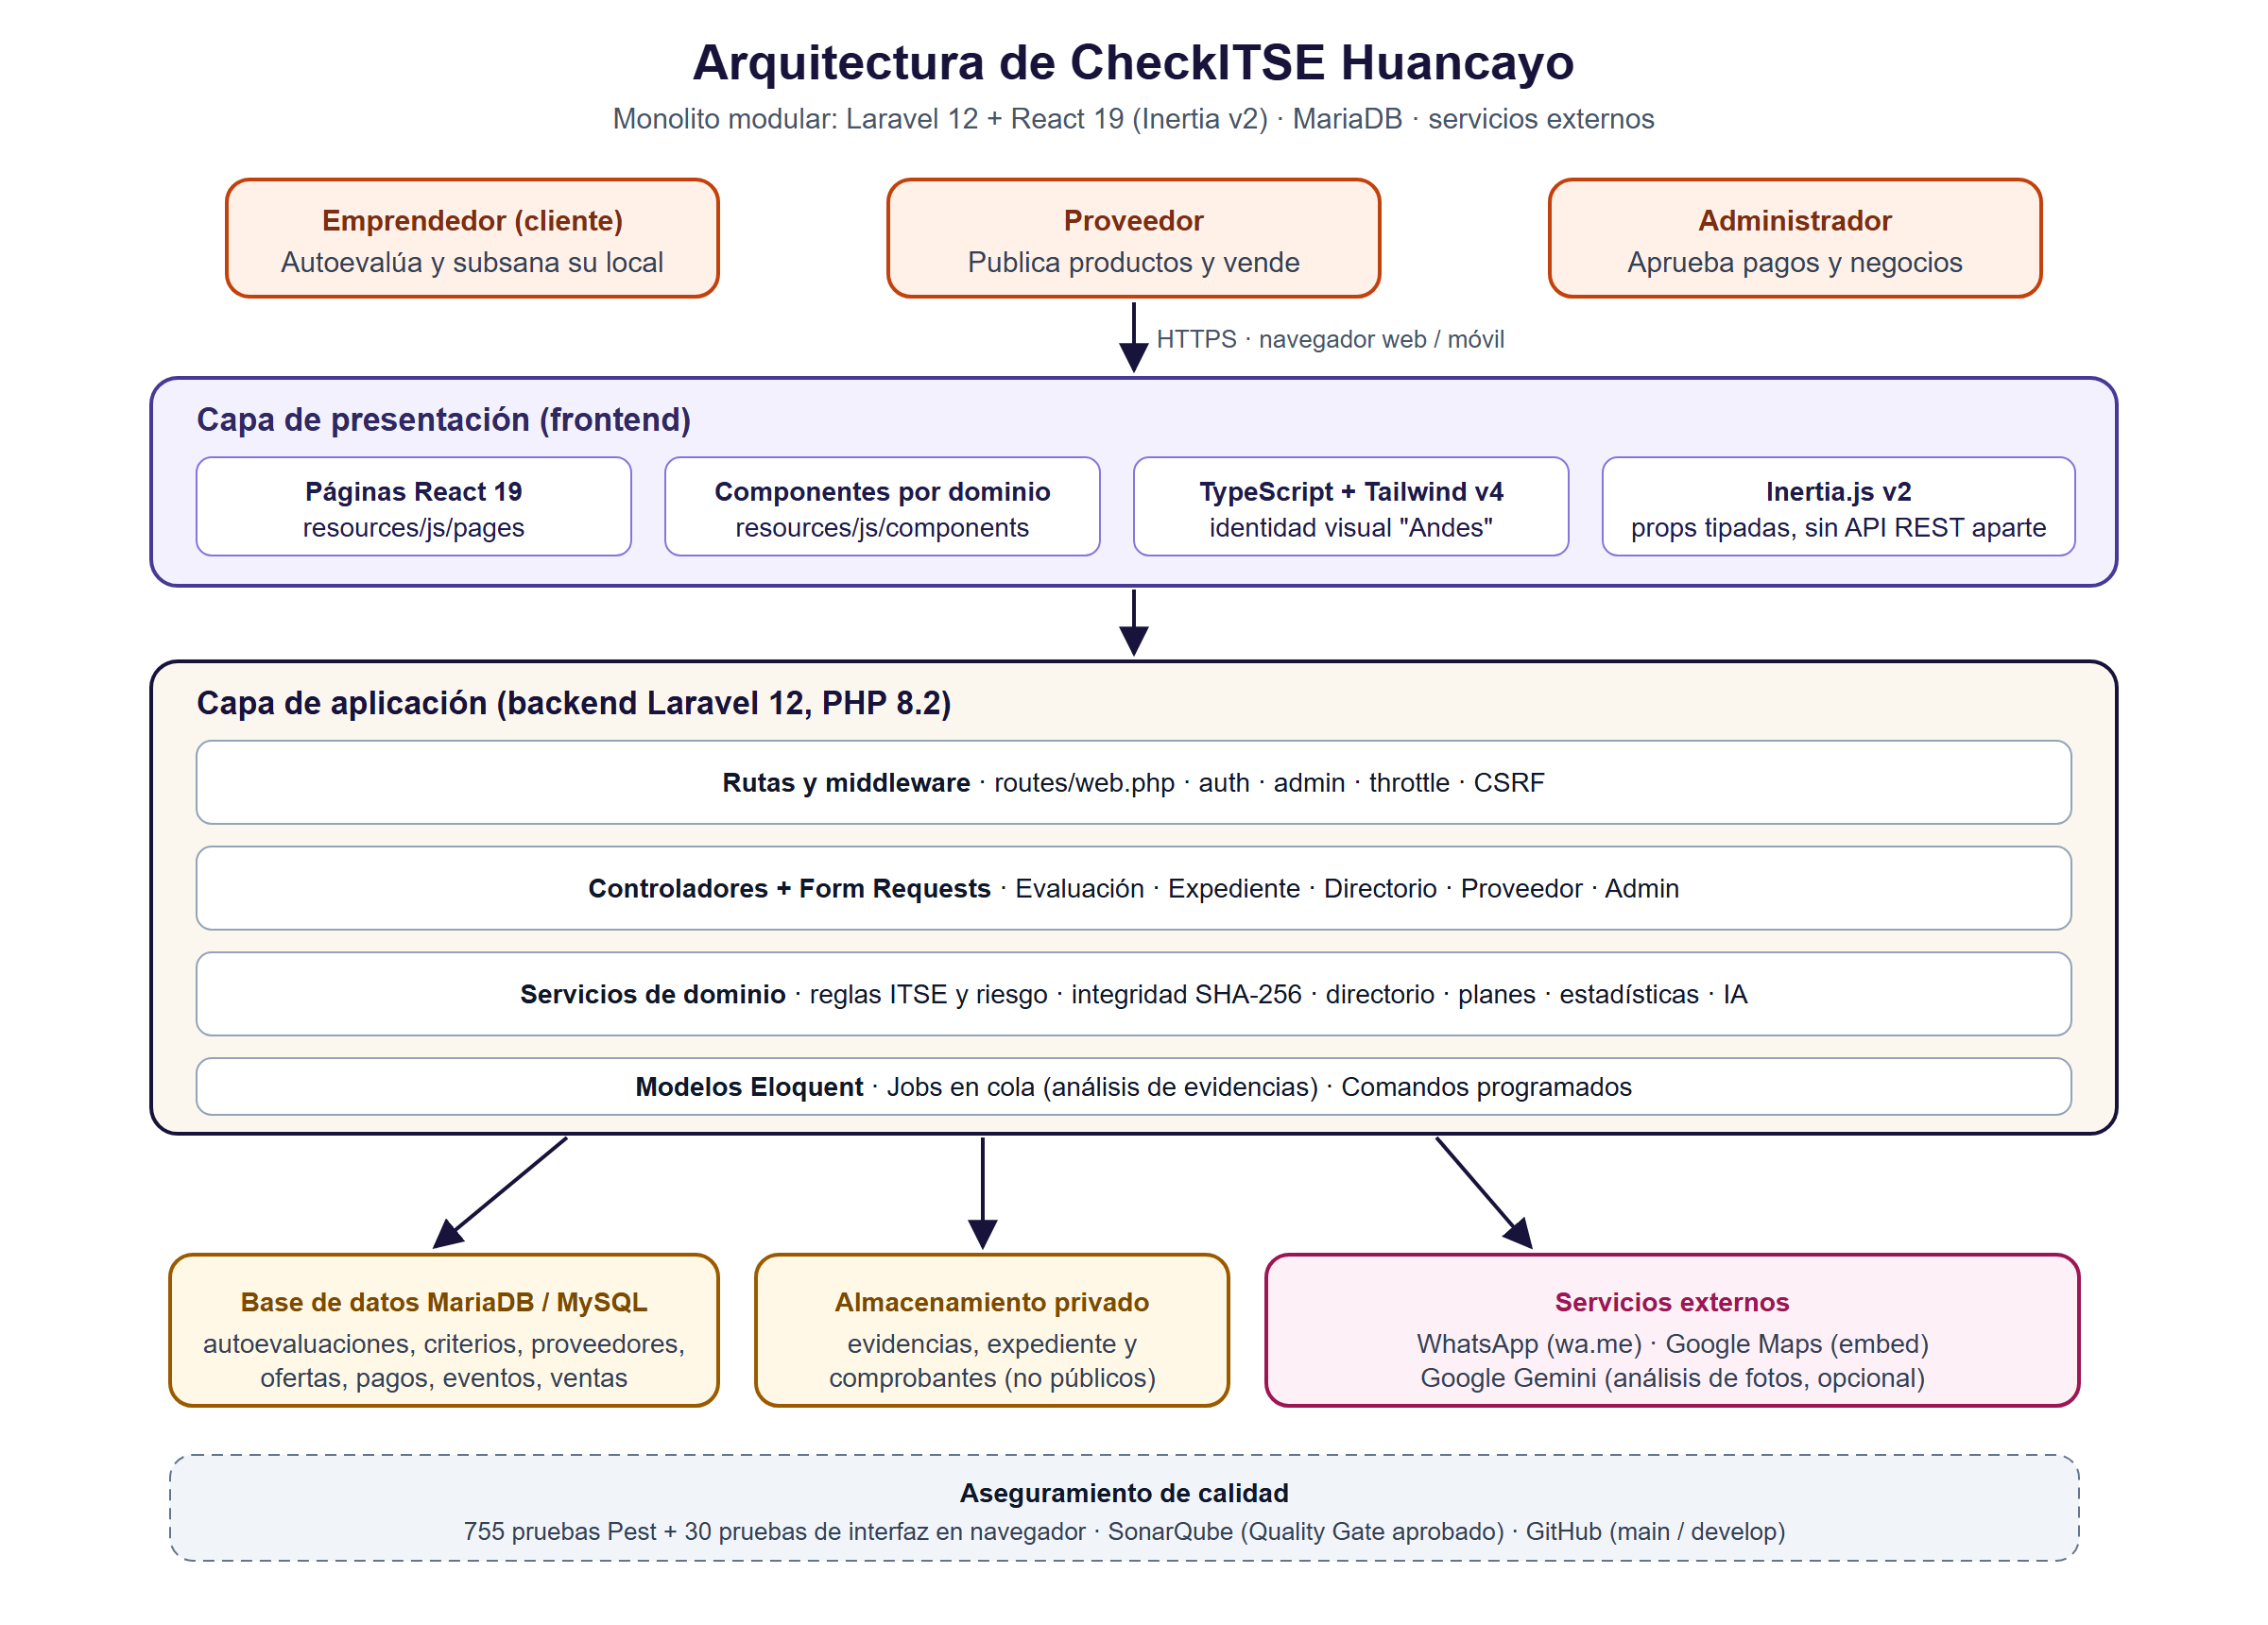 Arquitectura de CheckITSE Huancayo
Monolito modular: Laravel 12 + React 19 (Inertia v2) · MariaDB · servicios externos
Emprendedor (cliente)
Autoevalúa y subsana su local
Proveedor
Publica productos y vende
Administrador
Aprueba pagos y negocios
HTTPS · navegador web / móvil
Capa de presentación (frontend)
Páginas React 19
resources/js/pages
Componentes por dominio
resources/js/components
TypeScript + Tailwind v4
identidad visual "Andes"
Inertia.js v2
props tipadas, sin API REST aparte
Capa de aplicación (backend Laravel 12, PHP 8.2)
Rutas y middleware · routes/web.php · auth · admin · throttle · CSRF
Controladores + Form Requests · Evaluación · Expediente · Directorio · Proveedor · Admin
Servicios de dominio · reglas ITSE y riesgo · integridad SHA-256 · directorio · planes · estadísticas · IA
Modelos Eloquent · Jobs en cola (análisis de evidencias) · Comandos programados
Base de datos MariaDB / MySQL
autoevaluaciones, criterios, proveedores,
ofertas, pagos, eventos, ventas
Almacenamiento privado
evidencias, expediente y
comprobantes (no públicos)
Servicios externos
WhatsApp (wa.me) · Google Maps (embed)
Google Gemini (análisis de fotos, opcional)
Aseguramiento de calidad
755 pruebas Pest + 30 pruebas de interfaz en navegador · SonarQube (Quality Gate aprobado) · GitHub (main / develop)